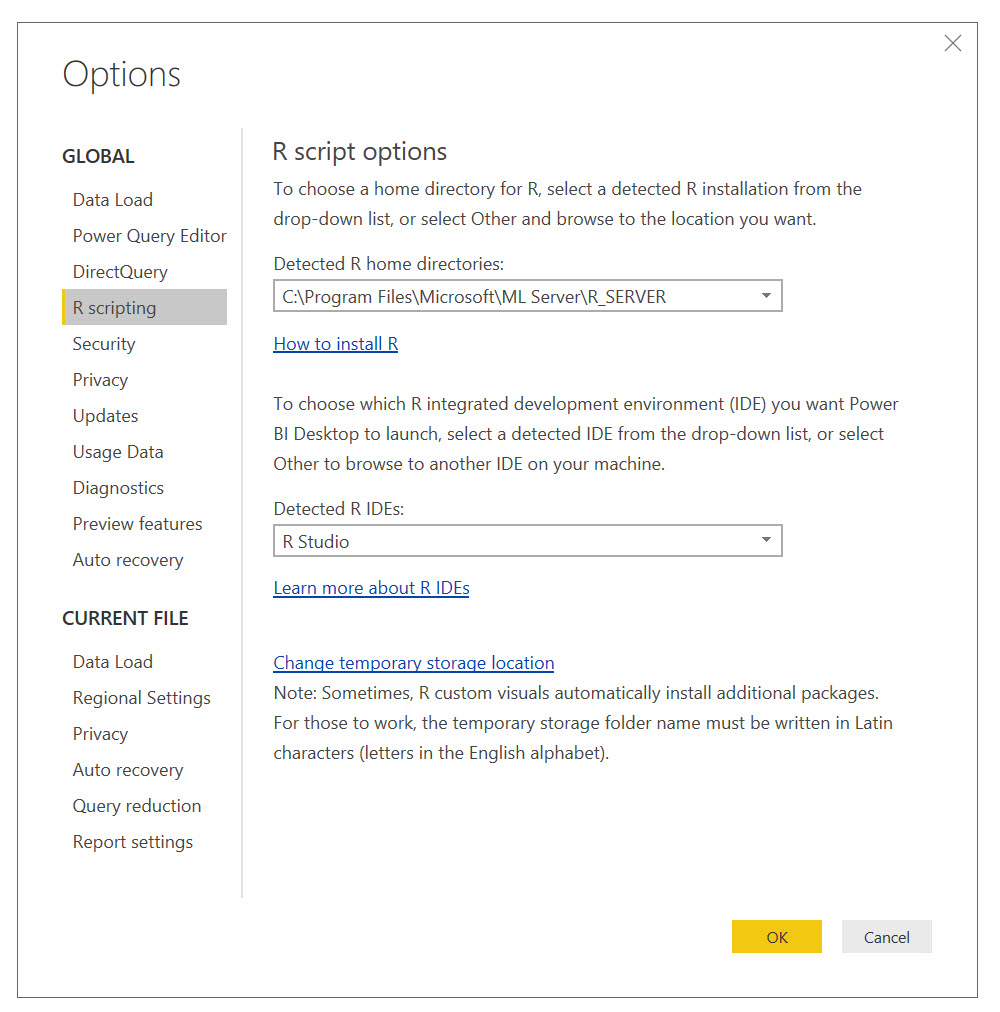 Options
GLOBAL
Data Load
Power Query Editor
DirectQuery
R scripting
Security
Privacy
Updates
Usage Data
Diagnostics
Preview features
Auto recovery
CURRENT FILE
Data Load
Regional Settings
Privacy
Auto recovery
Query reduction
Report settings
R script options
To choose a home directory for R, select a detected R installation from the
drop-down list, or select Other and browse to the location you want.
Detected R home directories:
C:\Program Files\Microsoft\ML Server\R_SERVER
How to install R
To choose which R integrated development environment (IDE) you want Power
BI Desktop to launch, select a detected IDE from the drop-down list, or select
Other to browse to another IDE on your machine.
Detected R IDEs:
R Studio
Learn more about R IDEs
Change temporary storage location
Note: Sometimes, R custom visuals automatically install additional packages.
For those to work, the temporary storage folder name must be written in Latin
characters (letters in the English alphabet).
OK
Cancel